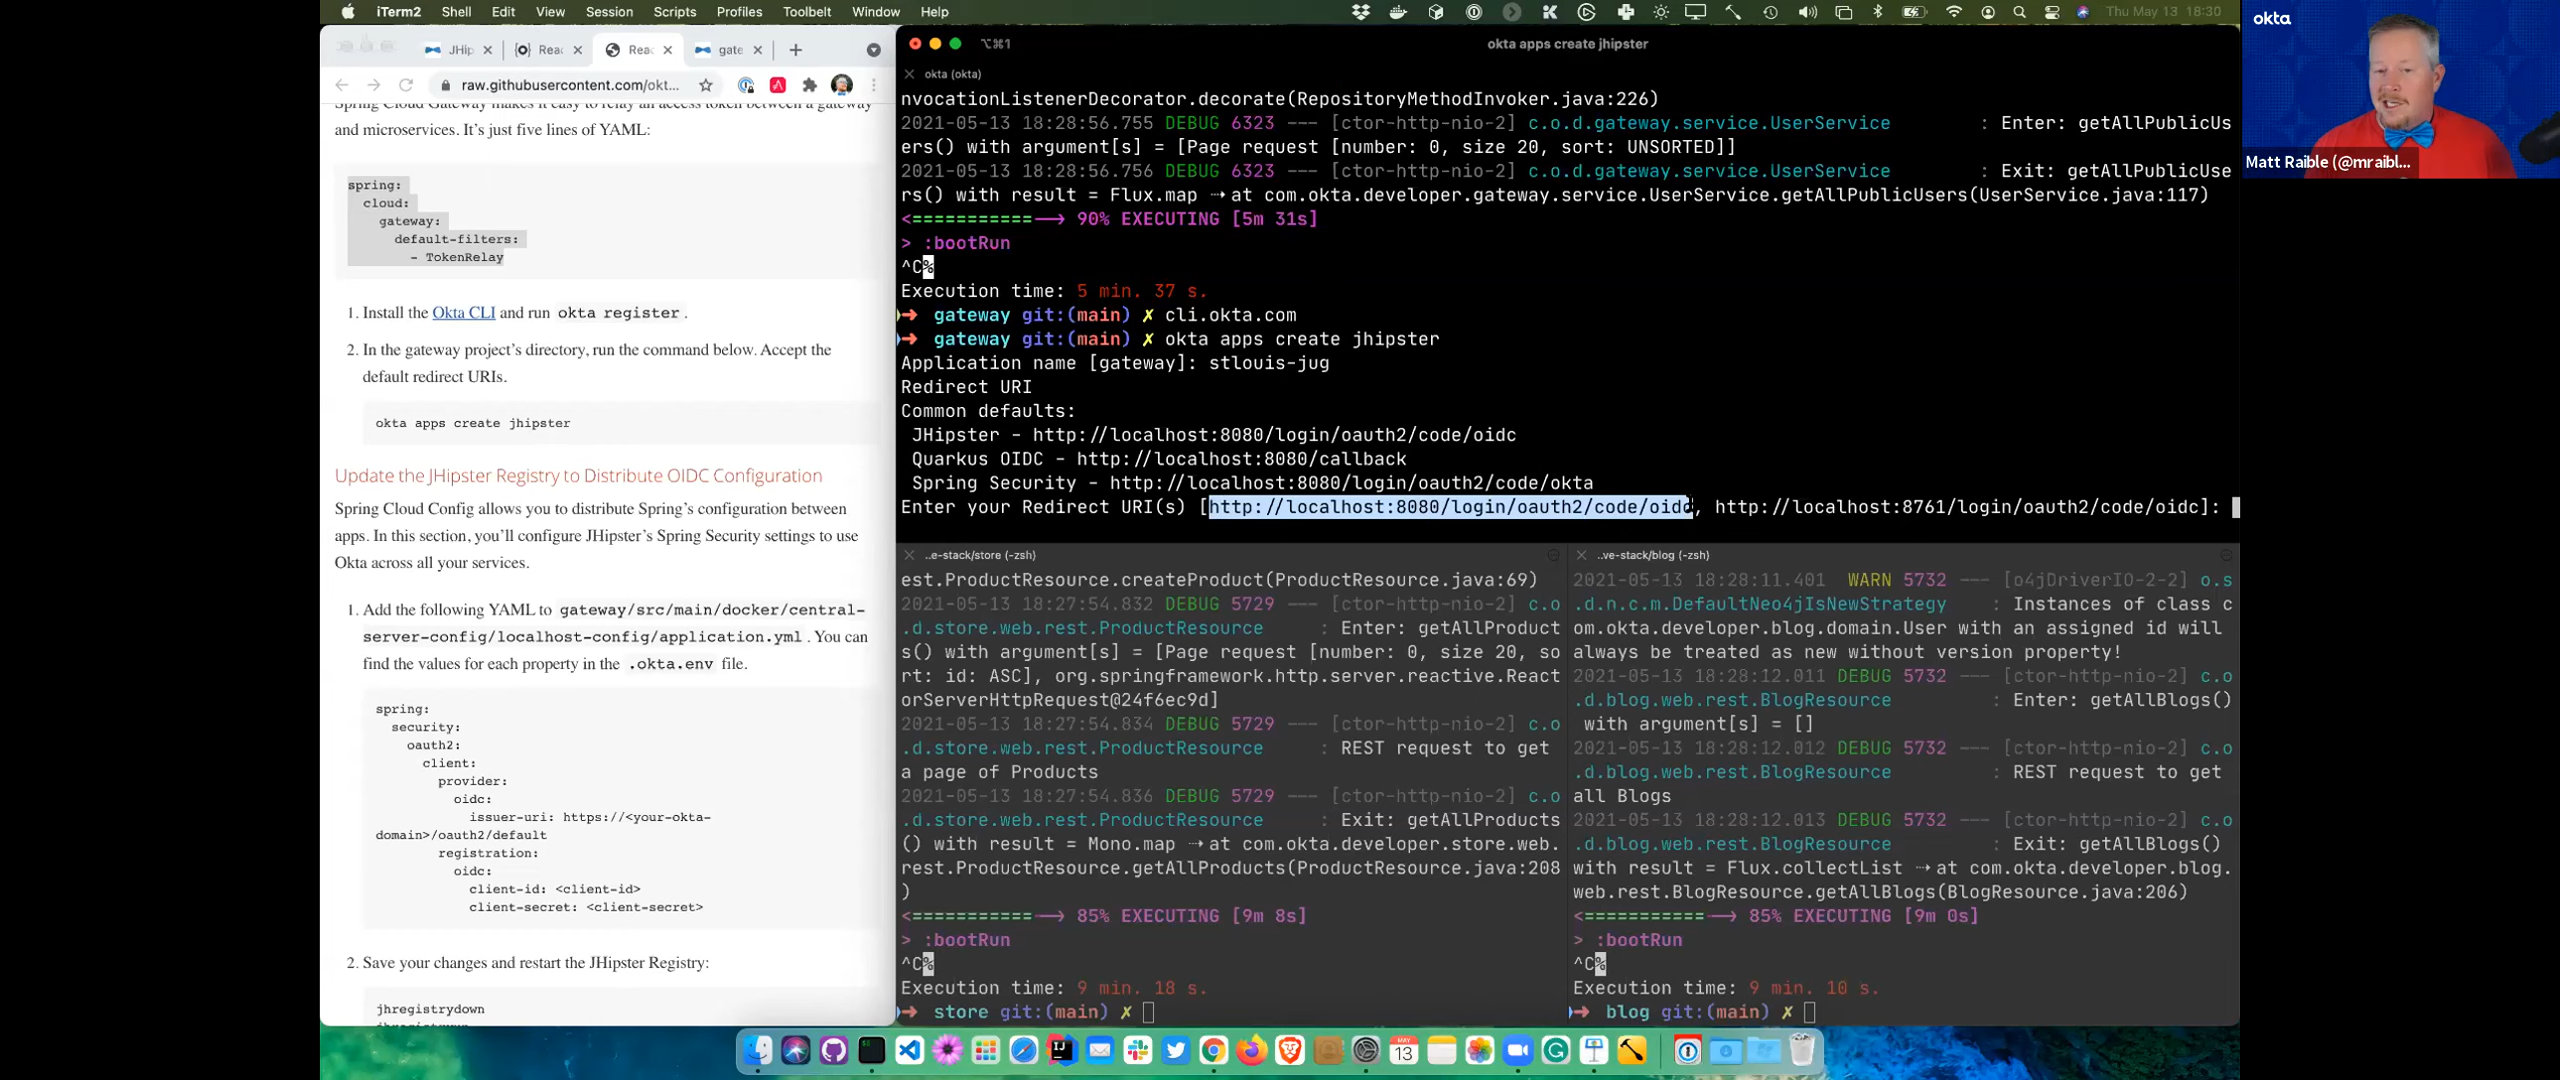 iTerm2 Shell Edit View Session Scripts Profiles Toolbelt Window Help Thu May 13 18:30
JHip × Reac × Reac × gate × +
raw.githubusercontent.com/okt...
Spring Cloud Gateway makes it easy to relay an access token between a gateway
and microservices. It's just five lines of YAML:
spring:
cloud:
gateway:
default-filters:
- TokenRelay
1. Install the Okta CLI and run okta register.
2. In the gateway project's directory, run the command below. Accept the
default redirect URIs.
okta apps create jhipster
Update the JHipster Registry to Distribute OIDC Configuration
Spring Cloud Config allows you to distribute Spring's configuration between
apps. In this section, you'll configure JHipster's Spring Security settings to use
Okta across all your services.
1. Add the following YAML to gateway/src/main/docker/central-
server-config/localhost-config/application.yml. You can
find the values for each property in the .okta.env file.
spring:
security:
oauth2:
client:
provider:
oidc:
issuer-uri: https://<your-okta-
domain>/oauth2/default
registration:
oidc:
client-id: <client-id>
client-secret: <client-secret>
2. Save your changes and restart the JHipster Registry:
jhregistrydown
⌥⌘1 okta apps create jhipster
× okta (okta)
nvocationListenerDecorator.decorate(RepositoryMethodInvoker.java:226)
2021-05-13 18:28:56.755 DEBUG 6323 --- [ctor-http-nio-2] c.o.d.gateway.service.UserService : Enter: getAllPublicUs
ers() with argument[s] = [Page request [number: 0, size 20, sort: UNSORTED]]
2021-05-13 18:28:56.756 DEBUG 6323 --- [ctor-http-nio-2] c.o.d.gateway.service.UserService : Exit: getAllPublicUse
rs() with result = Flux.map ⇢ at com.okta.developer.gateway.service.UserService.getAllPublicUsers(UserService.java:117)
<===========--> 90% EXECUTING [5m 31s]
> :bootRun
^C%
Execution time: 5 min. 37 s.
➜ gateway git:(main) ✗ cli.okta.com
➜ gateway git:(main) ✗ okta apps create jhipster
Application name [gateway]: stlouis-jug
Redirect URI
Common defaults:
JHipster - http://localhost:8080/login/oauth2/code/oidc
Quarkus OIDC - http://localhost:8080/callback
Spring Security - http://localhost:8080/login/oauth2/code/okta
Enter your Redirect URI(s) [http://localhost:8080/login/oauth2/code/oidc, http://localhost:8761/login/oauth2/code/oidc]:
× ..e-stack/store (-zsh)
est.ProductResource.createProduct(ProductResource.java:69)
2021-05-13 18:27:54.832 DEBUG 5729 --- [ctor-http-nio-2] c.o
.d.store.web.rest.ProductResource : Enter: getAllProduct
s() with argument[s] = [Page request [number: 0, size 20, so
rt: id: ASC], org.springframework.http.server.reactive.React
orServerHttpRequest@24f6ec9d]
2021-05-13 18:27:54.834 DEBUG 5729 --- [ctor-http-nio-2] c.o
.d.store.web.rest.ProductResource : REST request to get
a page of Products
2021-05-13 18:27:54.836 DEBUG 5729 --- [ctor-http-nio-2] c.o
.d.store.web.rest.ProductResource : Exit: getAllProducts
() with result = Mono.map ⇢ at com.okta.developer.store.web.
rest.ProductResource.getAllProducts(ProductResource.java:208
)
<===========--> 85% EXECUTING [9m 8s]
> :bootRun
^C%
Execution time: 9 min. 18 s.
➜ store git:(main) ✗
× ..ve-stack/blog (-zsh)
2021-05-13 18:28:11.401 WARN 5732 --- [o4jDriverIO-2-2] o.s
.d.n.c.m.DefaultNeo4jIsNewStrategy : Instances of class c
om.okta.developer.blog.domain.User with an assigned id will
always be treated as new without version property!
2021-05-13 18:28:12.011 DEBUG 5732 --- [ctor-http-nio-2] c.o
.d.blog.web.rest.BlogResource : Enter: getAllBlogs()
with argument[s] = []
2021-05-13 18:28:12.012 DEBUG 5732 --- [ctor-http-nio-2] c.o
.d.blog.web.rest.BlogResource : REST request to get
all Blogs
2021-05-13 18:28:12.013 DEBUG 5732 --- [ctor-http-nio-2] c.o
.d.blog.web.rest.BlogResource : Exit: getAllBlogs()
with result = Flux.collectList ⇢ at com.okta.developer.blog.
web.rest.BlogResource.getAllBlogs(BlogResource.java:206)
<===========--> 85% EXECUTING [9m 0s]
> :bootRun
^C%
Execution time: 9 min. 10 s.
➜ blog git:(main) ✗
okta
Matt Raible (@mraibl...
MAY
13